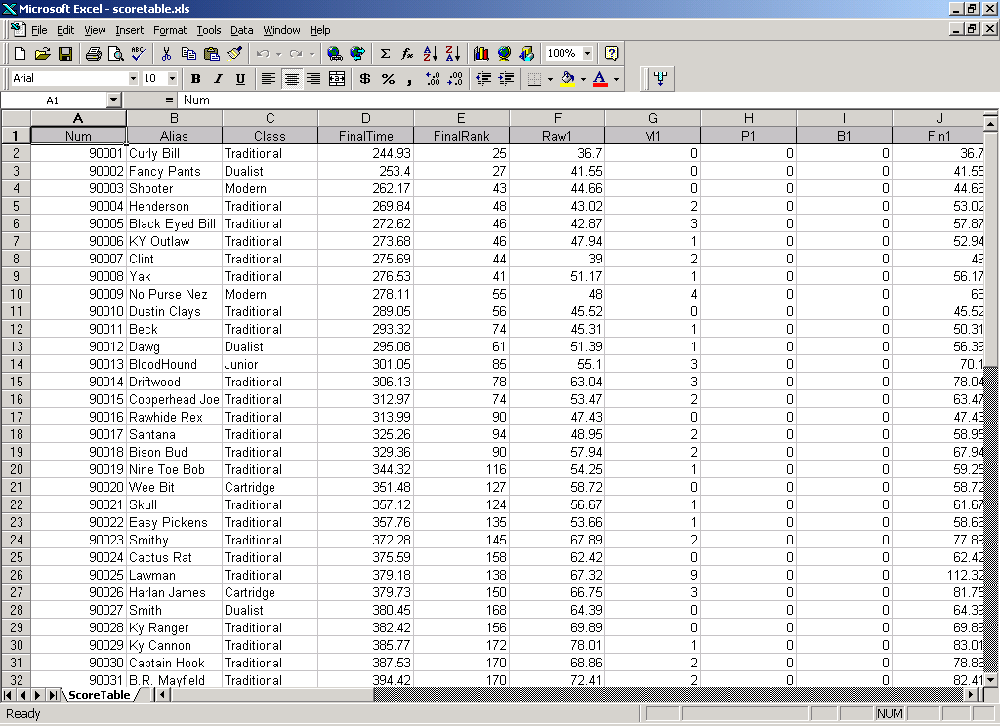 Microsoft Excel - scoretable.xls
File Edit View Insert Format Tools Data Window Help
100%
Arial 10 B I U $ % ,
A1 = Num
A B C D E F G H I J
1 Num Alias Class FinalTime FinalRank Raw1 M1 P1 B1 Fin1
2 90001 Curly Bill Traditional 244.93 25 36.7 0 0 0 36.7
3 90002 Fancy Pants Dualist 253.4 27 41.55 0 0 0 41.55
4 90003 Shooter Modern 262.17 43 44.66 0 0 0 44.66
5 90004 Henderson Traditional 269.84 48 43.02 2 0 0 53.02
6 90005 Black Eyed Bill Traditional 272.62 46 42.87 3 0 0 57.87
7 90006 KY Outlaw Traditional 273.68 46 47.94 1 0 0 52.94
8 90007 Clint Traditional 275.69 44 39 2 0 0 49
9 90008 Yak Traditional 276.53 41 51.17 1 0 0 56.17
10 90009 No Purse Nez Modern 278.11 55 48 4 0 0 68
11 90010 Dustin Clays Traditional 289.05 56 45.52 0 0 0 45.52
12 90011 Beck Traditional 293.32 74 45.31 1 0 0 50.31
13 90012 Dawg Dualist 295.08 61 51.39 1 0 0 56.39
14 90013 BloodHound Junior 301.05 85 55.1 3 0 0 70.1
15 90014 Driftwood Traditional 306.13 78 63.04 3 0 0 78.04
16 90015 Copperhead Joe Traditional 312.97 74 53.47 2 0 0 63.47
17 90016 Rawhide Rex Traditional 313.99 90 47.43 0 0 0 47.43
18 90017 Santana Traditional 325.26 94 48.95 2 0 0 58.95
19 90018 Bison Bud Traditional 329.36 90 57.94 2 0 0 67.94
20 90019 Nine Toe Bob Traditional 344.32 116 54.25 1 0 0 59.25
21 90020 Wee Bit Cartridge 351.48 127 58.72 0 0 0 58.72
22 90021 Skull Traditional 357.12 124 56.67 1 0 0 61.67
23 90022 Easy Pickens Traditional 357.76 135 53.66 1 0 0 58.66
24 90023 Smithy Traditional 372.28 145 67.89 2 0 0 77.89
25 90024 Cactus Rat Traditional 375.59 158 62.42 0 0 0 62.42
26 90025 Lawman Traditional 379.18 138 67.32 9 0 0 112.32
27 90026 Harlan James Cartridge 379.73 150 66.75 3 0 0 81.75
28 90027 Smith Dualist 380.45 168 64.39 0 0 0 64.39
29 90028 Ky Ranger Traditional 382.42 156 69.89 0 0 0 69.89
30 90029 Ky Cannon Traditional 385.77 172 78.01 1 0 0 83.01
31 90030 Captain Hook Traditional 387.53 170 68.86 2 0 0 78.86
32 90031 B.R. Mayfield Traditional 394.42 170 72.41 2 0 0 82.41
ScoreTable
Ready NUM